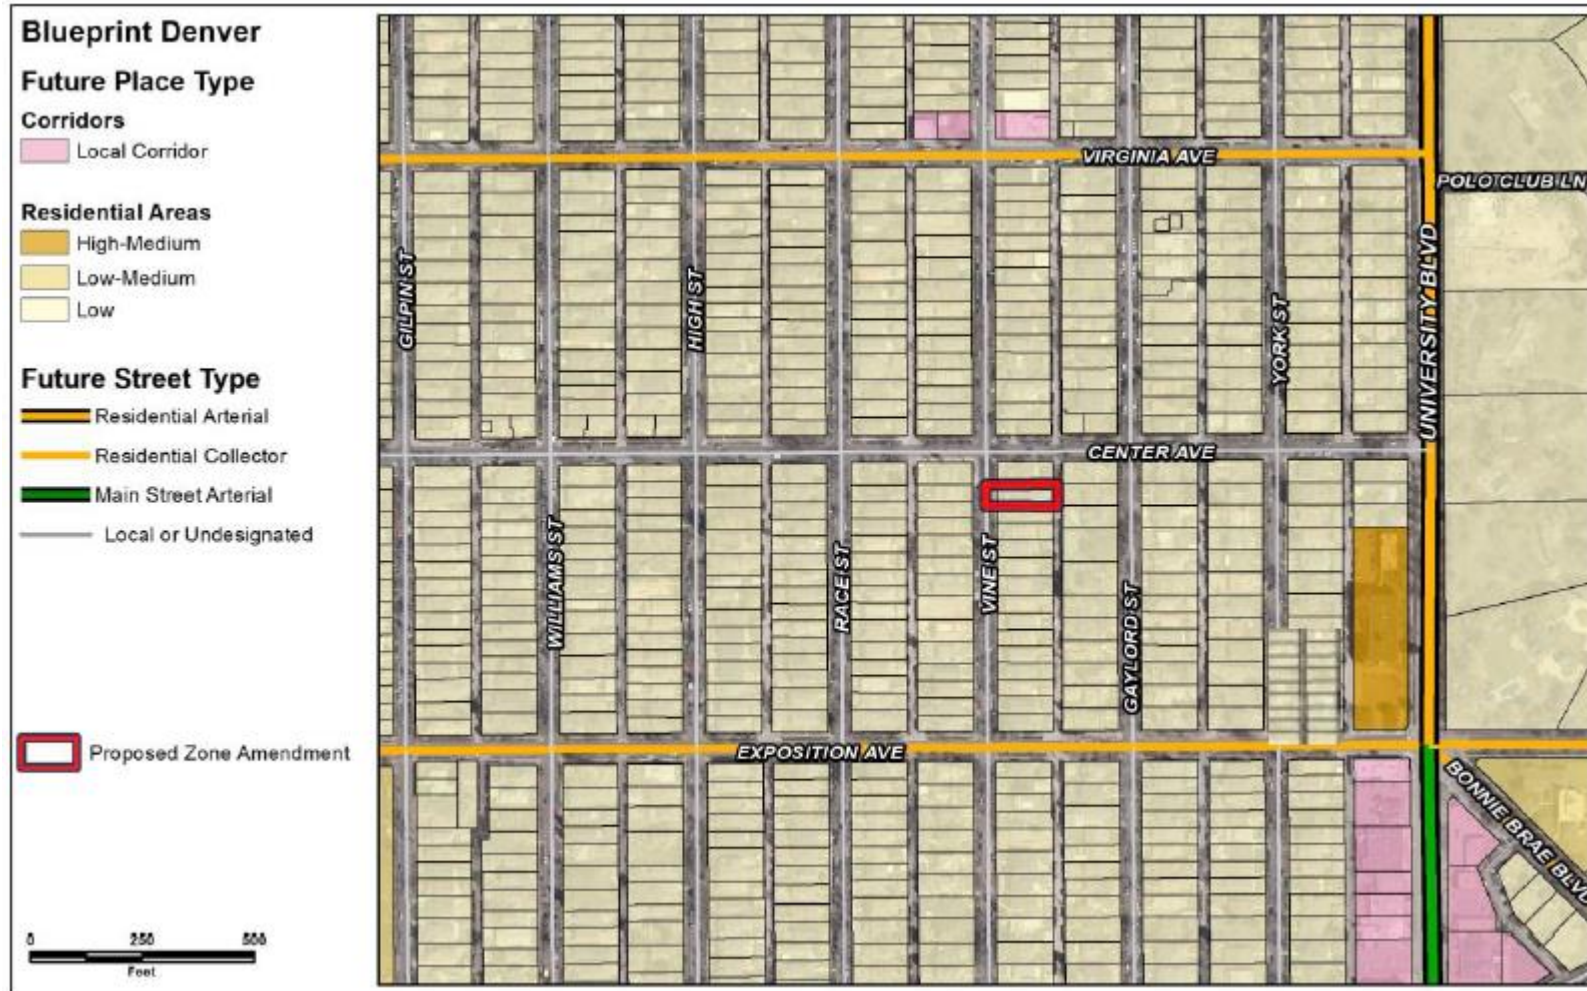 Blueprint Denver
Future Place Type
Corridors
Local Corridor
Residential Areas
High-Medium
Low-Medium
Low
Future Street Type
Residential Arterial
Residential Collector
Main Street Arterial
Local or Undesignated
Proposed Zone Amendment
0 250 500
Feet
VIRGINIA AVE
POLO CLUB LN
GILPIN ST
HIGH ST
YORK ST
UNIVERSITY BLVD
CENTER AVE
WILLIAMS ST
RACE ST
VINE ST
GAYLORD ST
EXPOSITION AVE
BONNIE BRAE BLVD